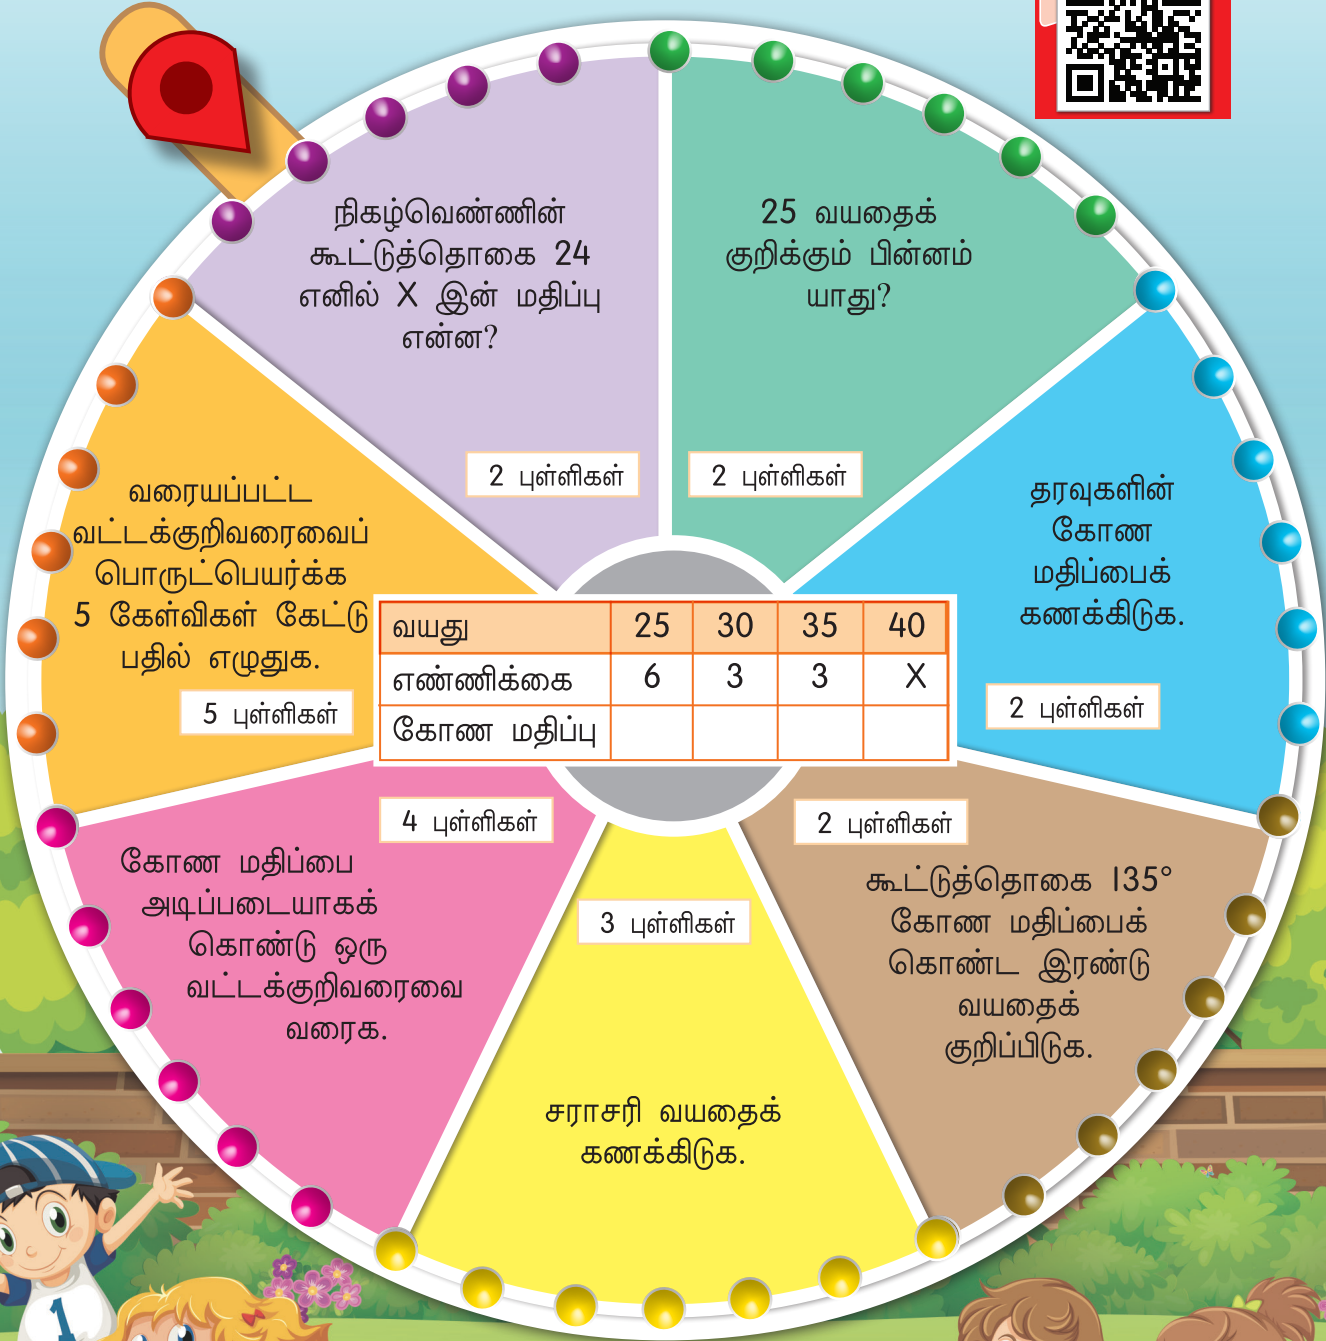 நிகழ்வெண்ணின்
கூட்டுத்தொகை 24
எனில் X இன் மதிப்பு
என்ன?
2 புள்ளிகள்
25 வயதைக்
குறிக்கும் பின்னம்
யாது?
2 புள்ளிகள்
தரவுகளின்
கோண
மதிப்பைக்
கணக்கிடுக.
2 புள்ளிகள்
வரையப்பட்ட
வட்டக்குறிவரைவைப்
பொருட்பெயர்க்க
5 கேள்விகள் கேட்டு
பதில் எழுதுக.
5 புள்ளிகள்
வயது 25 30 35 40
எண்ணிக்கை 6 3 3 X
கோண மதிப்பு
4 புள்ளிகள்
கோண மதிப்பை
அடிப்படையாகக்
கொண்டு ஒரு
வட்டக்குறிவரைவை
வரைக.
3 புள்ளிகள்
சராசரி வயதைக்
கணக்கிடுக.
2 புள்ளிகள்
கூட்டுத்தொகை 135°
கோண மதிப்பைக்
கொண்ட இரண்டு
வயதைக்
குறிப்பிடுக.
1